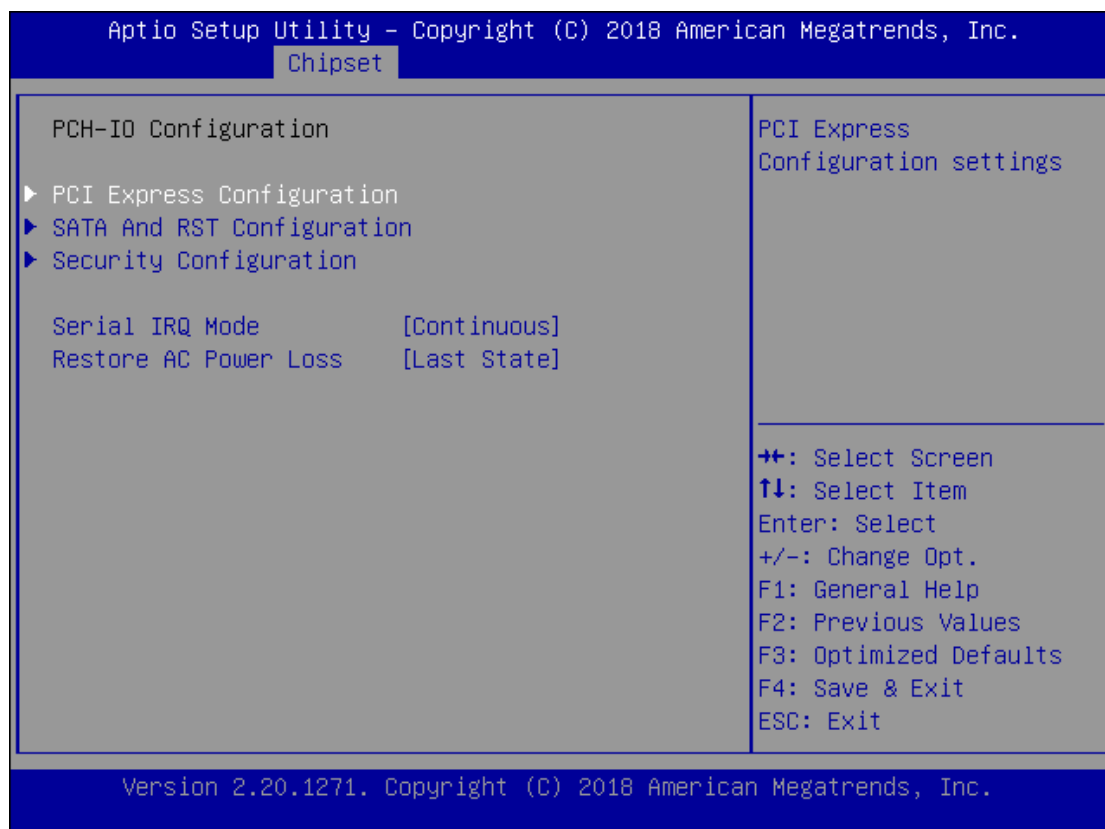 Aptio Setup Utility – Copyright (C) 2018 American Megatrends, Inc.
Chipset
PCH-IO Configuration
▶ PCI Express Configuration
▶ SATA And RST Configuration
▶ Security Configuration
Serial IRQ Mode [Continuous]
Restore AC Power Loss [Last State]
PCI Express
Configuration settings
→←: Select Screen
↑↓: Select Item
Enter: Select
+/-: Change Opt.
F1: General Help
F2: Previous Values
F3: Optimized Defaults
F4: Save & Exit
ESC: Exit
Version 2.20.1271. Copyright (C) 2018 American Megatrends, Inc.